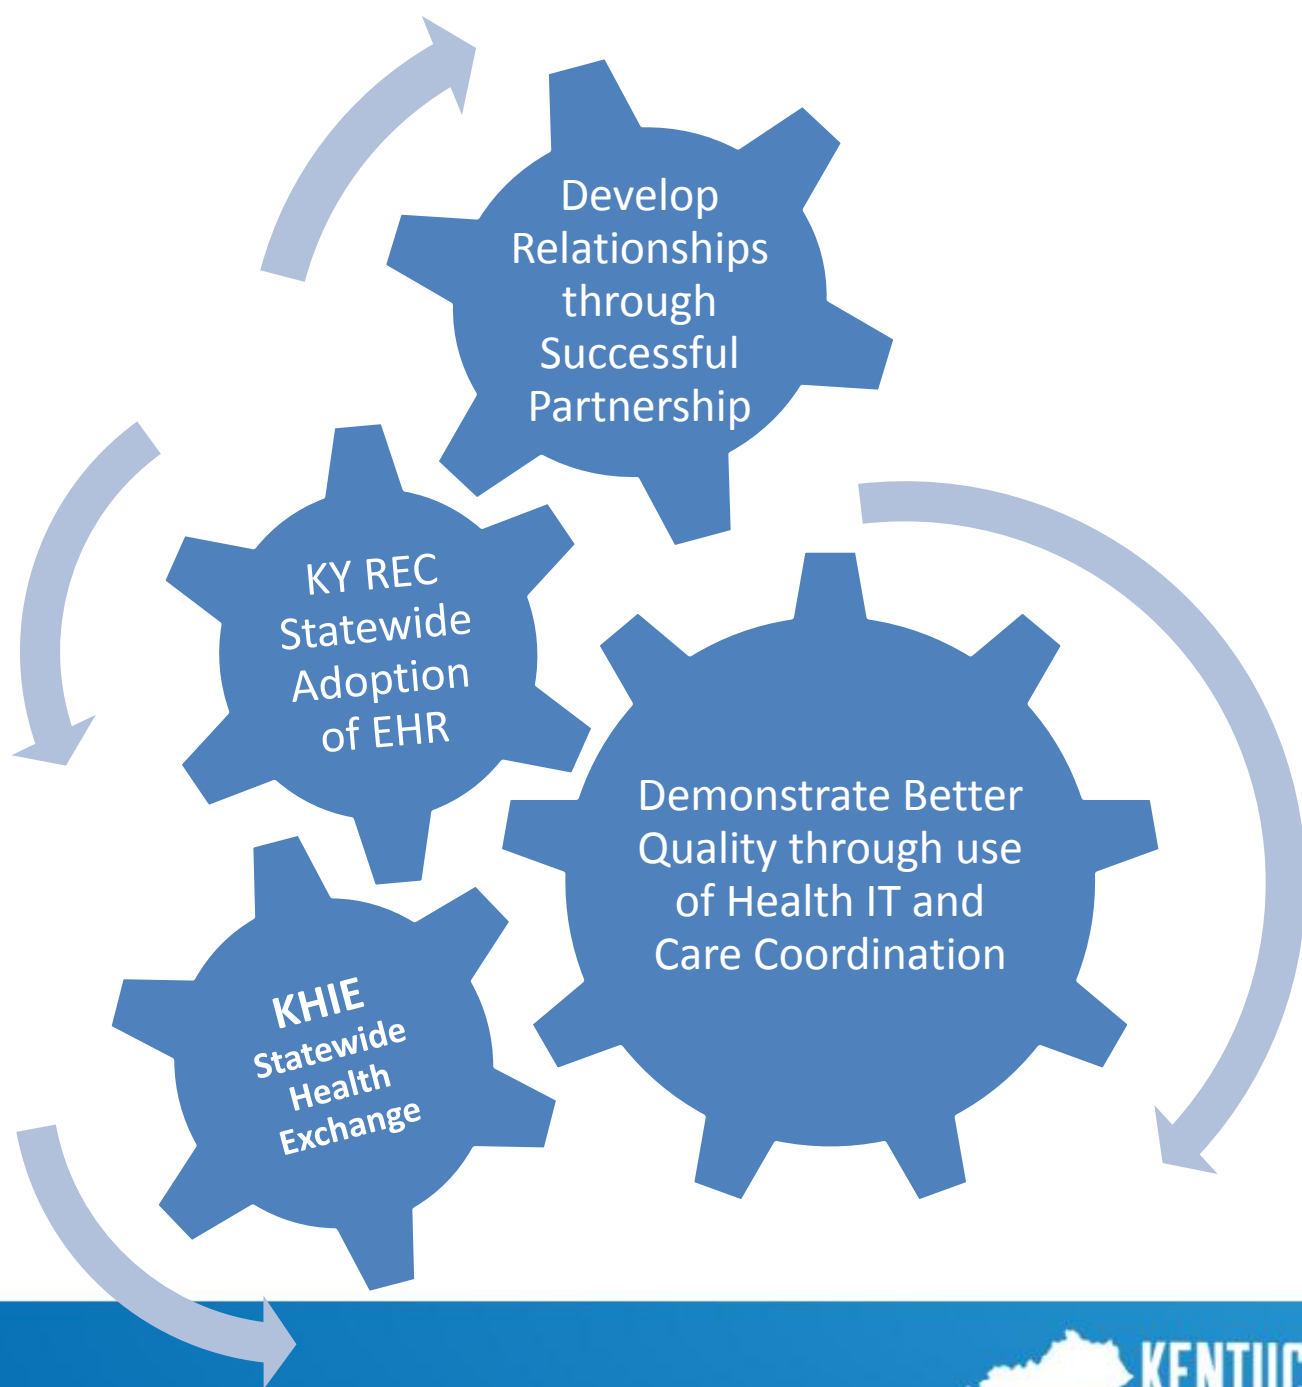 Develop
Relationships
through
Successful
Partnership
KY REC
Statewide
Adoption
of EHR
Demonstrate Better
Quality through use
of Health IT and
Care Coordination
KHIE
Statewide
Health
Exchange